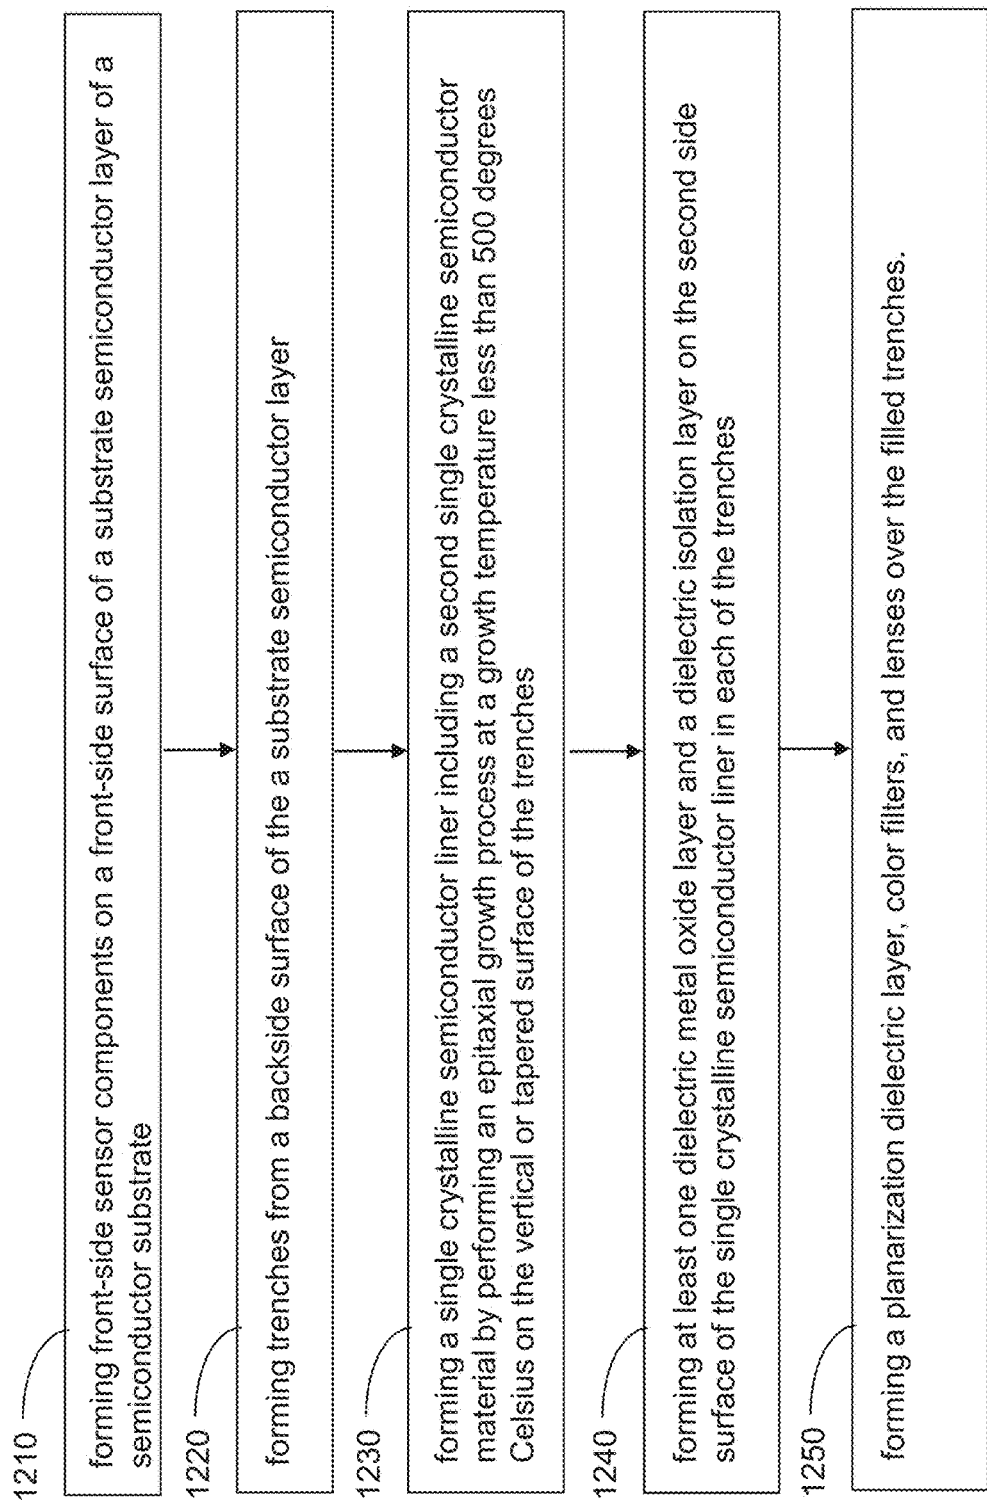 1210
forming front-side sensor components on a front-side surface of a substrate semiconductor layer of a
semiconductor substrate
1220
forming trenches from a backside surface of the a substrate semiconductor layer
1230
forming a single crystalline semiconductor liner including a second single crystalline semiconductor
material by performing an epitaxial growth process at a growth temperature less than 500 degrees
Celsius on the vertical or tapered surface of the trenches
1240
forming at least one dielectric metal oxide layer and a dielectric isolation layer on the second side
surface of the single crystalline semiconductor liner in each of the trenches
1250
forming a planarization dielectric layer, color filters, and lenses over the filled trenches.